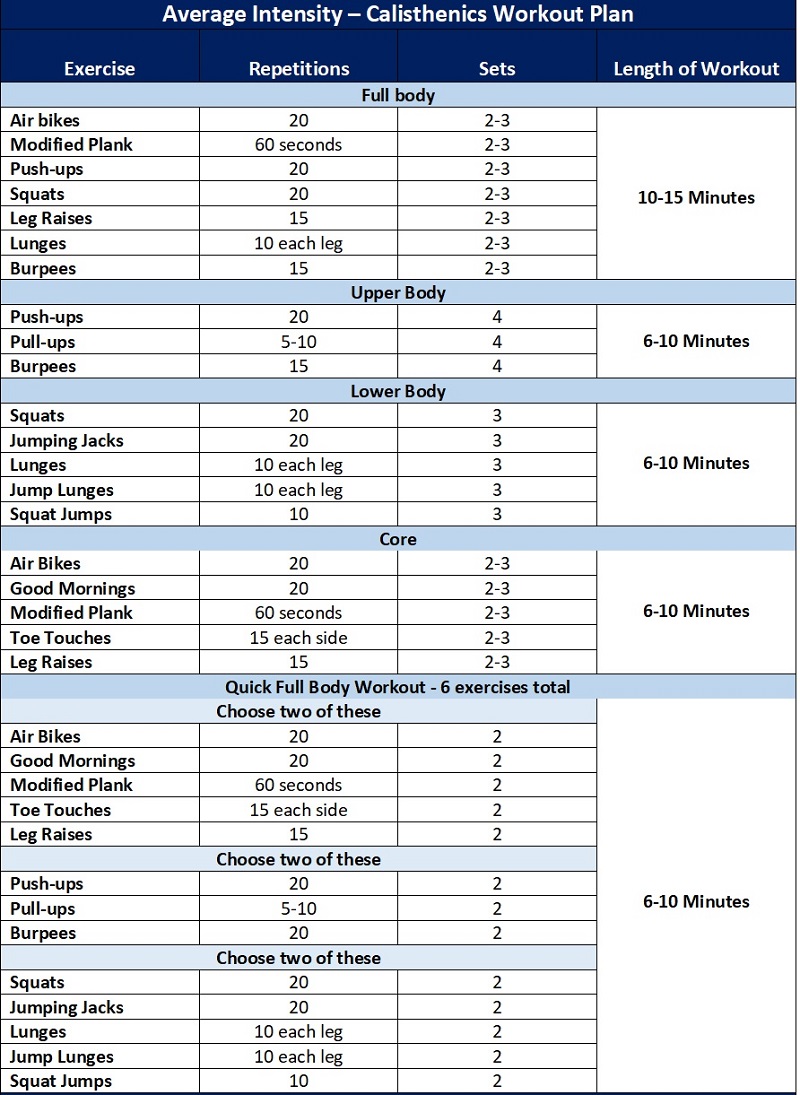 Average Intensity – Calisthenics Workout Plan
Exercise Repetitions Sets Length of Workout
Full body
Air bikes 20 2-3
Modified Plank 60 seconds 2-3
Push-ups 20 2-3
Squats 20 2-3
10-15 Minutes
Leg Raises 15 2-3
Lunges 10 each leg 2-3
Burpees 15 2-3
Upper Body
Push-ups 20 4
Pull-ups 5-10 4 6-10 Minutes
Burpees 15 4
Lower Body
Squats 20 3
Jumping Jacks 20 3
Lunges 10 each leg 3 6-10 Minutes
Jump Lunges 10 each leg 3
Squat Jumps 10 3
Core
Air Bikes 20 2-3
Good Mornings 20 2-3
Modified Plank 60 seconds 2-3 6-10 Minutes
Toe Touches 15 each side 2-3
Leg Raises 15 2-3
Quick Full Body Workout - 6 exercises total
Choose two of these
Air Bikes 20 2
Good Mornings 20 2
Modified Plank 60 seconds 2
Toe Touches 15 each side 2
Leg Raises 15 2
Choose two of these
Push-ups 20 2
Pull-ups 5-10 2 6-10 Minutes
Burpees 20 2
Choose two of these
Squats 20 2
Jumping Jacks 20 2
Lunges 10 each leg 2
Jump Lunges 10 each leg 2
Squat Jumps 10 2